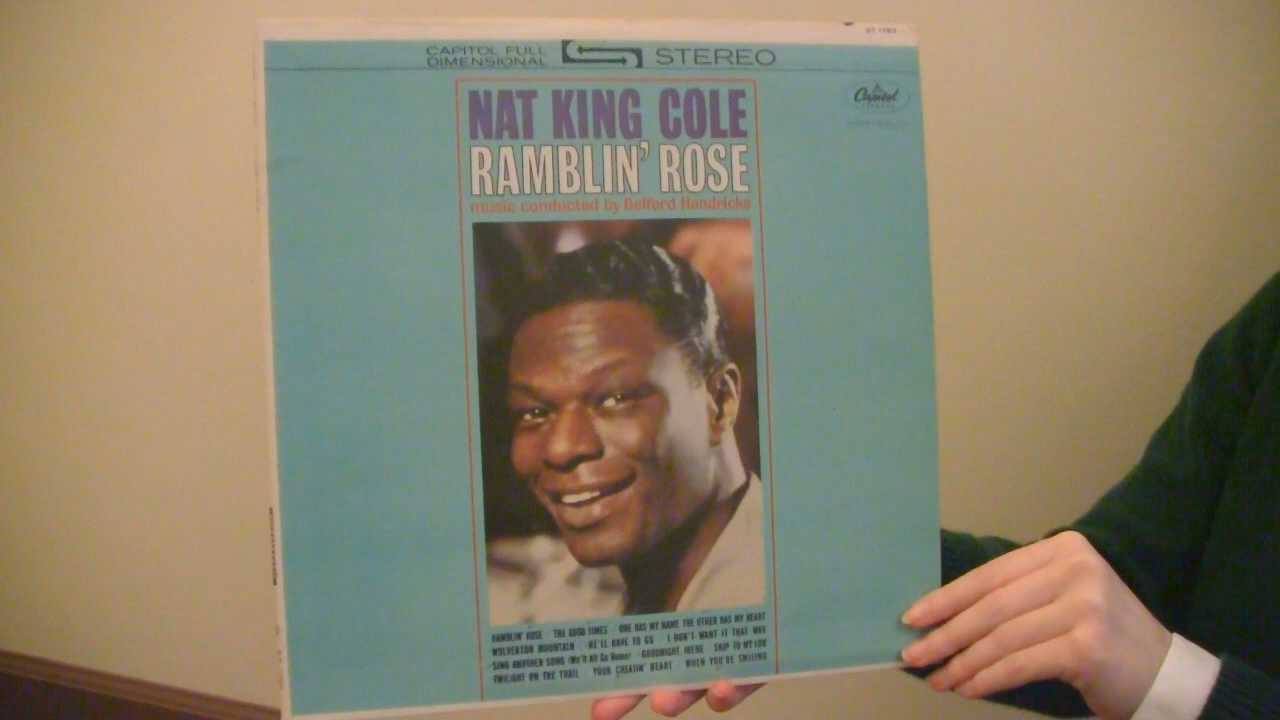 ST 1793
CAPITOL FULL
DIMENSIONAL
STEREO
Capitol
NAT KING COLE
RAMBLIN' ROSE
music conducted by Belford Hendricks
RAMBLIN' ROSE THE GOOD TIMES ONE HAS MY NAME THE OTHER HAS MY HEART
WOLVERTON MOUNTAIN HE'LL HAVE TO GO I DON'T WANT IT THAT WAY
SING ANOTHER SONG (We'll All Go Home) GOODNIGHT, IRENE SKIP TO MY LOU
TWILIGHT ON THE TRAIL YOUR CHEATIN' HEART WHEN YOU'RE SMILING